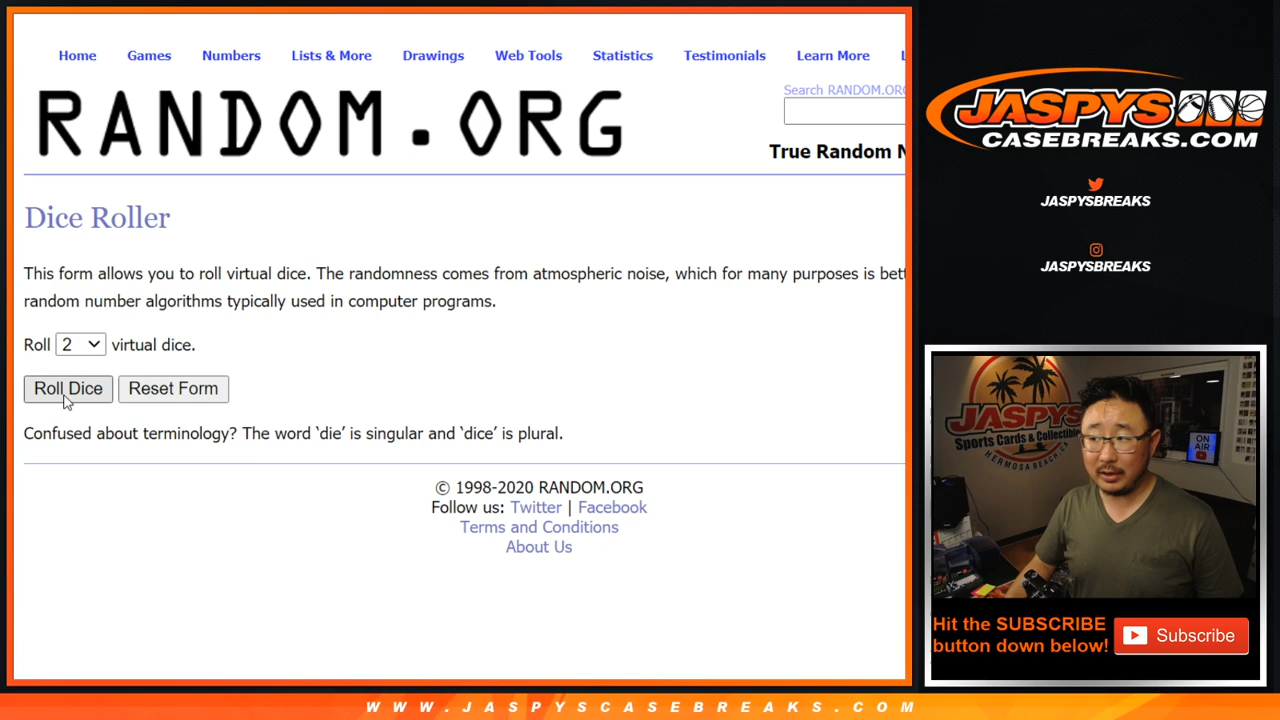 Home Games Numbers Lists & More Drawings Web Tools Statistics Testimonials Learn More
RANDOM.ORG
Search RANDOM.ORG
True Random N
Dice Roller
This form allows you to roll virtual dice. The randomness comes from atmospheric noise, which for many purposes is bett
random number algorithms typically used in computer programs.
Roll 2 virtual dice.
Roll Dice Reset Form
Confused about terminology? The word ‘die’ is singular and ‘dice’ is plural.
© 1998-2020 RANDOM.ORG
Follow us: Twitter | Facebook
Terms and Conditions
About Us
JASPYS
CASEBREAKS.COM
JASPYSBREAKS
JASPYSBREAKS
JASPYS
Sports Cards & Collectibles
HERMOSA BEACH, CA
ON
AIR
Hit the SUBSCRIBE
button down below!
Subscribe
WWW.JASPYSCASEBREAKS.COM